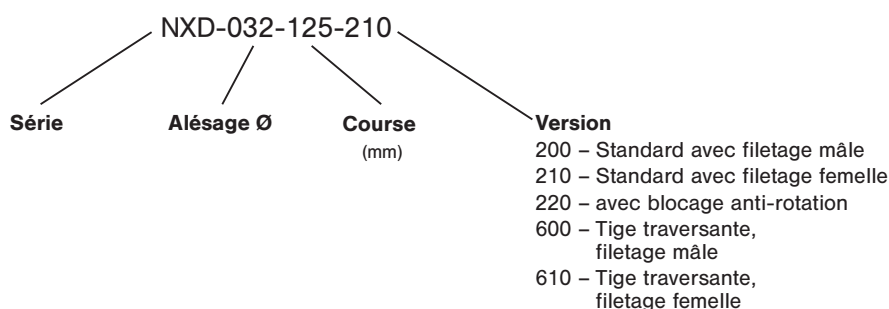 NXD-032-125-210
Série
Alésage Ø
Course
(mm)
Version
200 – Standard avec filetage mâle
210 – Standard avec filetage femelle
220 – avec blocage anti-rotation
600 – Tige traversante,
filetage mâle
610 – Tige traversante,
filetage femelle